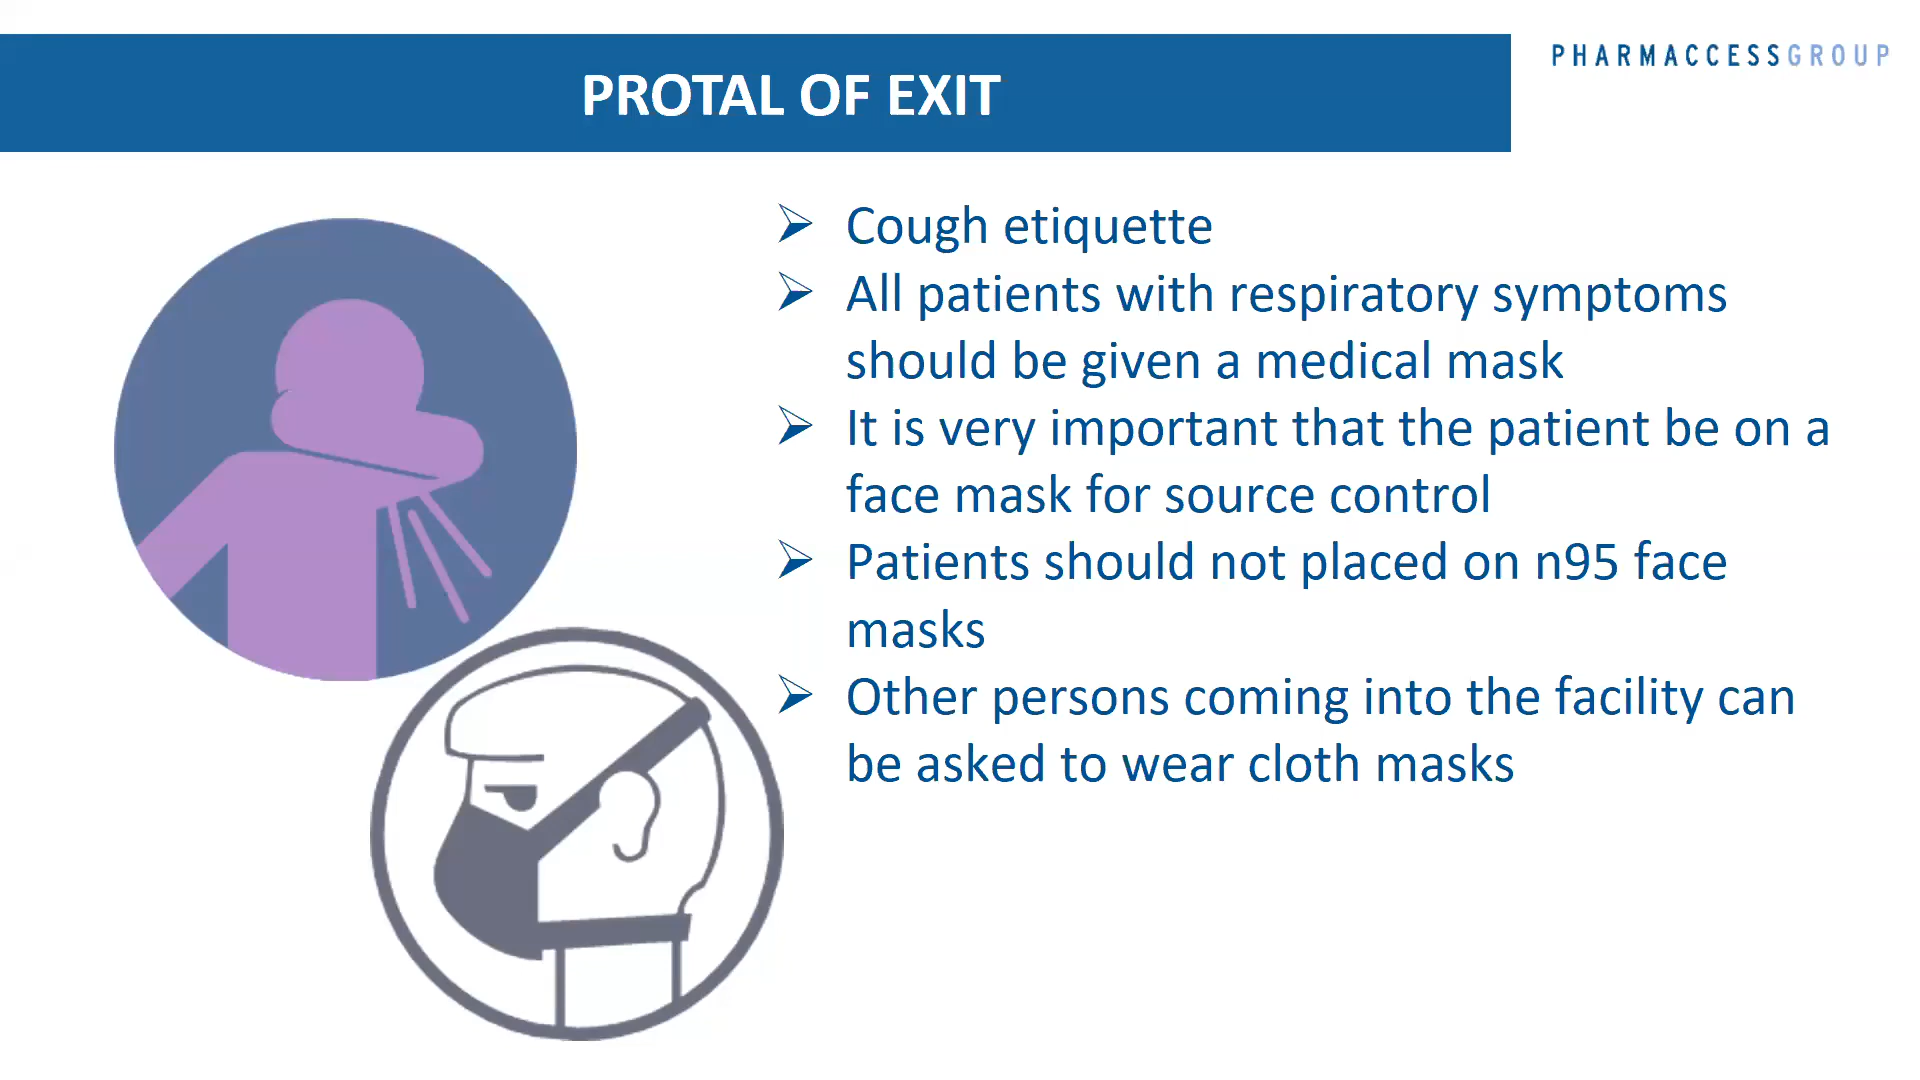 PROTAL OF EXIT
PHARMACCESSGROUP
Cough etiquette
All patients with respiratory symptoms
should be given a medical mask
It is very important that the patient be on a
face mask for source control
Patients should not placed on n95 face
masks
Other persons coming into the facility can
be asked to wear cloth masks